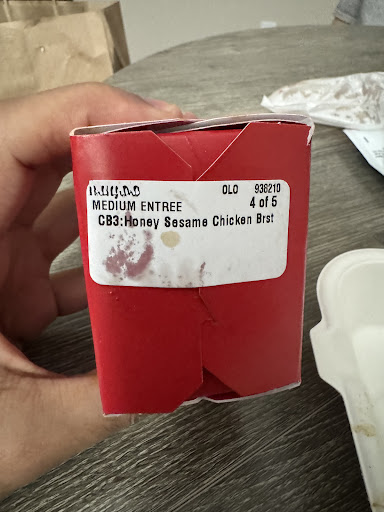 OLO 936210
MEDIUM ENTREE 4 of 5
CB3:Honey Sesame Chicken Brst